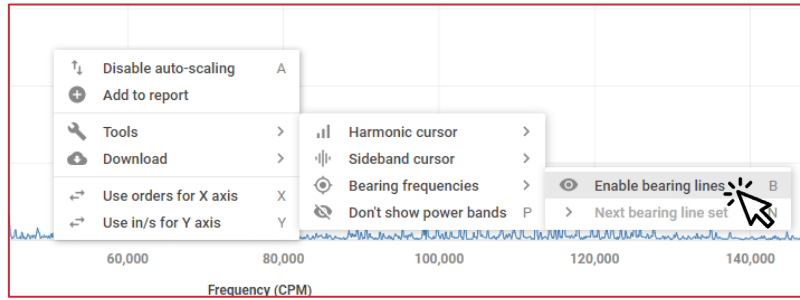 Disable auto-scaling A
Add to report
Tools
Download
Use orders for X axis X
Use in/s for Y axis Y
Harmonic cursor
Sideband cursor
Bearing frequencies
Don't show power bands P
Enable bearing lines B
Next bearing line set N
60,000 80,000 100,000 120,000 140,000
Frequency (CPM)